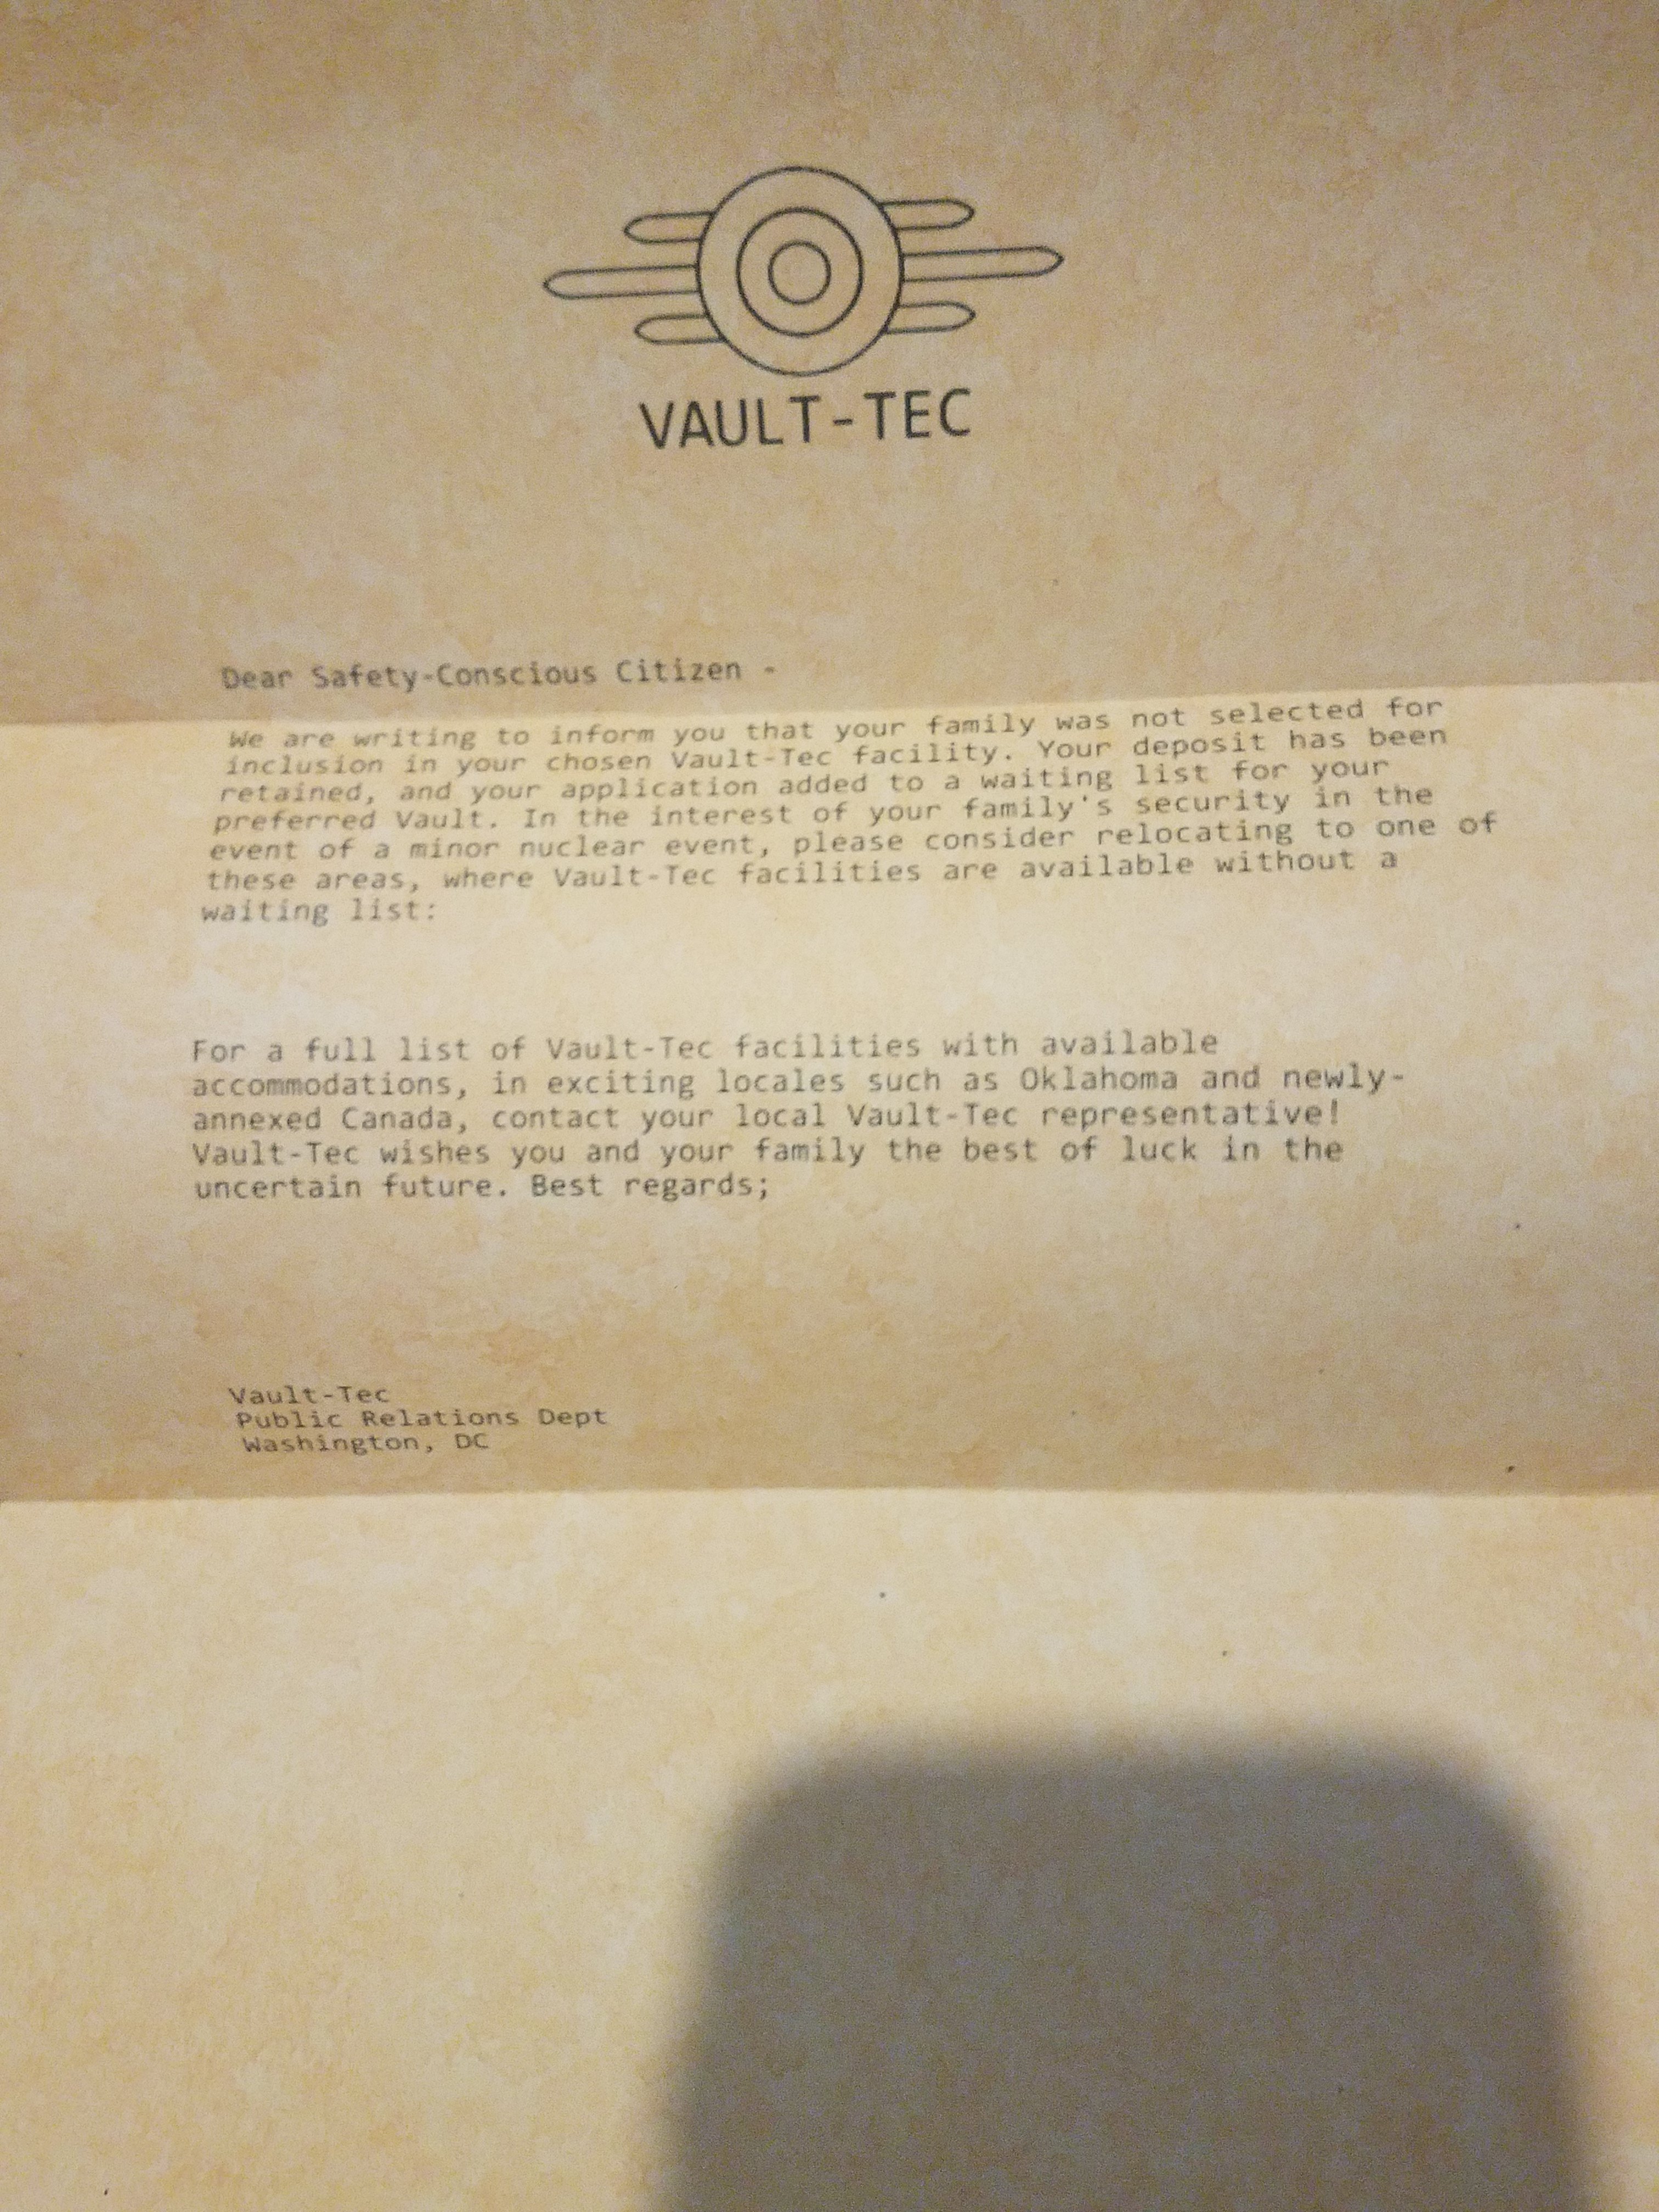 VAULT-TEC
Dear Safety-Conscious Citizen -
We are writing to inform you that your family was not selected for
inclusion in your chosen Vault-Tec facility. Your deposit has been
retained, and your application added to a waiting list for your
preferred Vault. In the interest of your family's security in the
event of a minor nuclear event, please consider relocating to one of
these areas, where Vault-Tec facilities are available without a
waiting list:
For a full list of Vault-Tec facilities with available
accommodations, in exciting locales such as Oklahoma and newly-
annexed Canada, contact your local Vault-Tec representative!
Vault-Tec wishes you and your family the best of luck in the
uncertain future. Best regards;
Vault-Tec
Public Relations Dept
Washington, DC